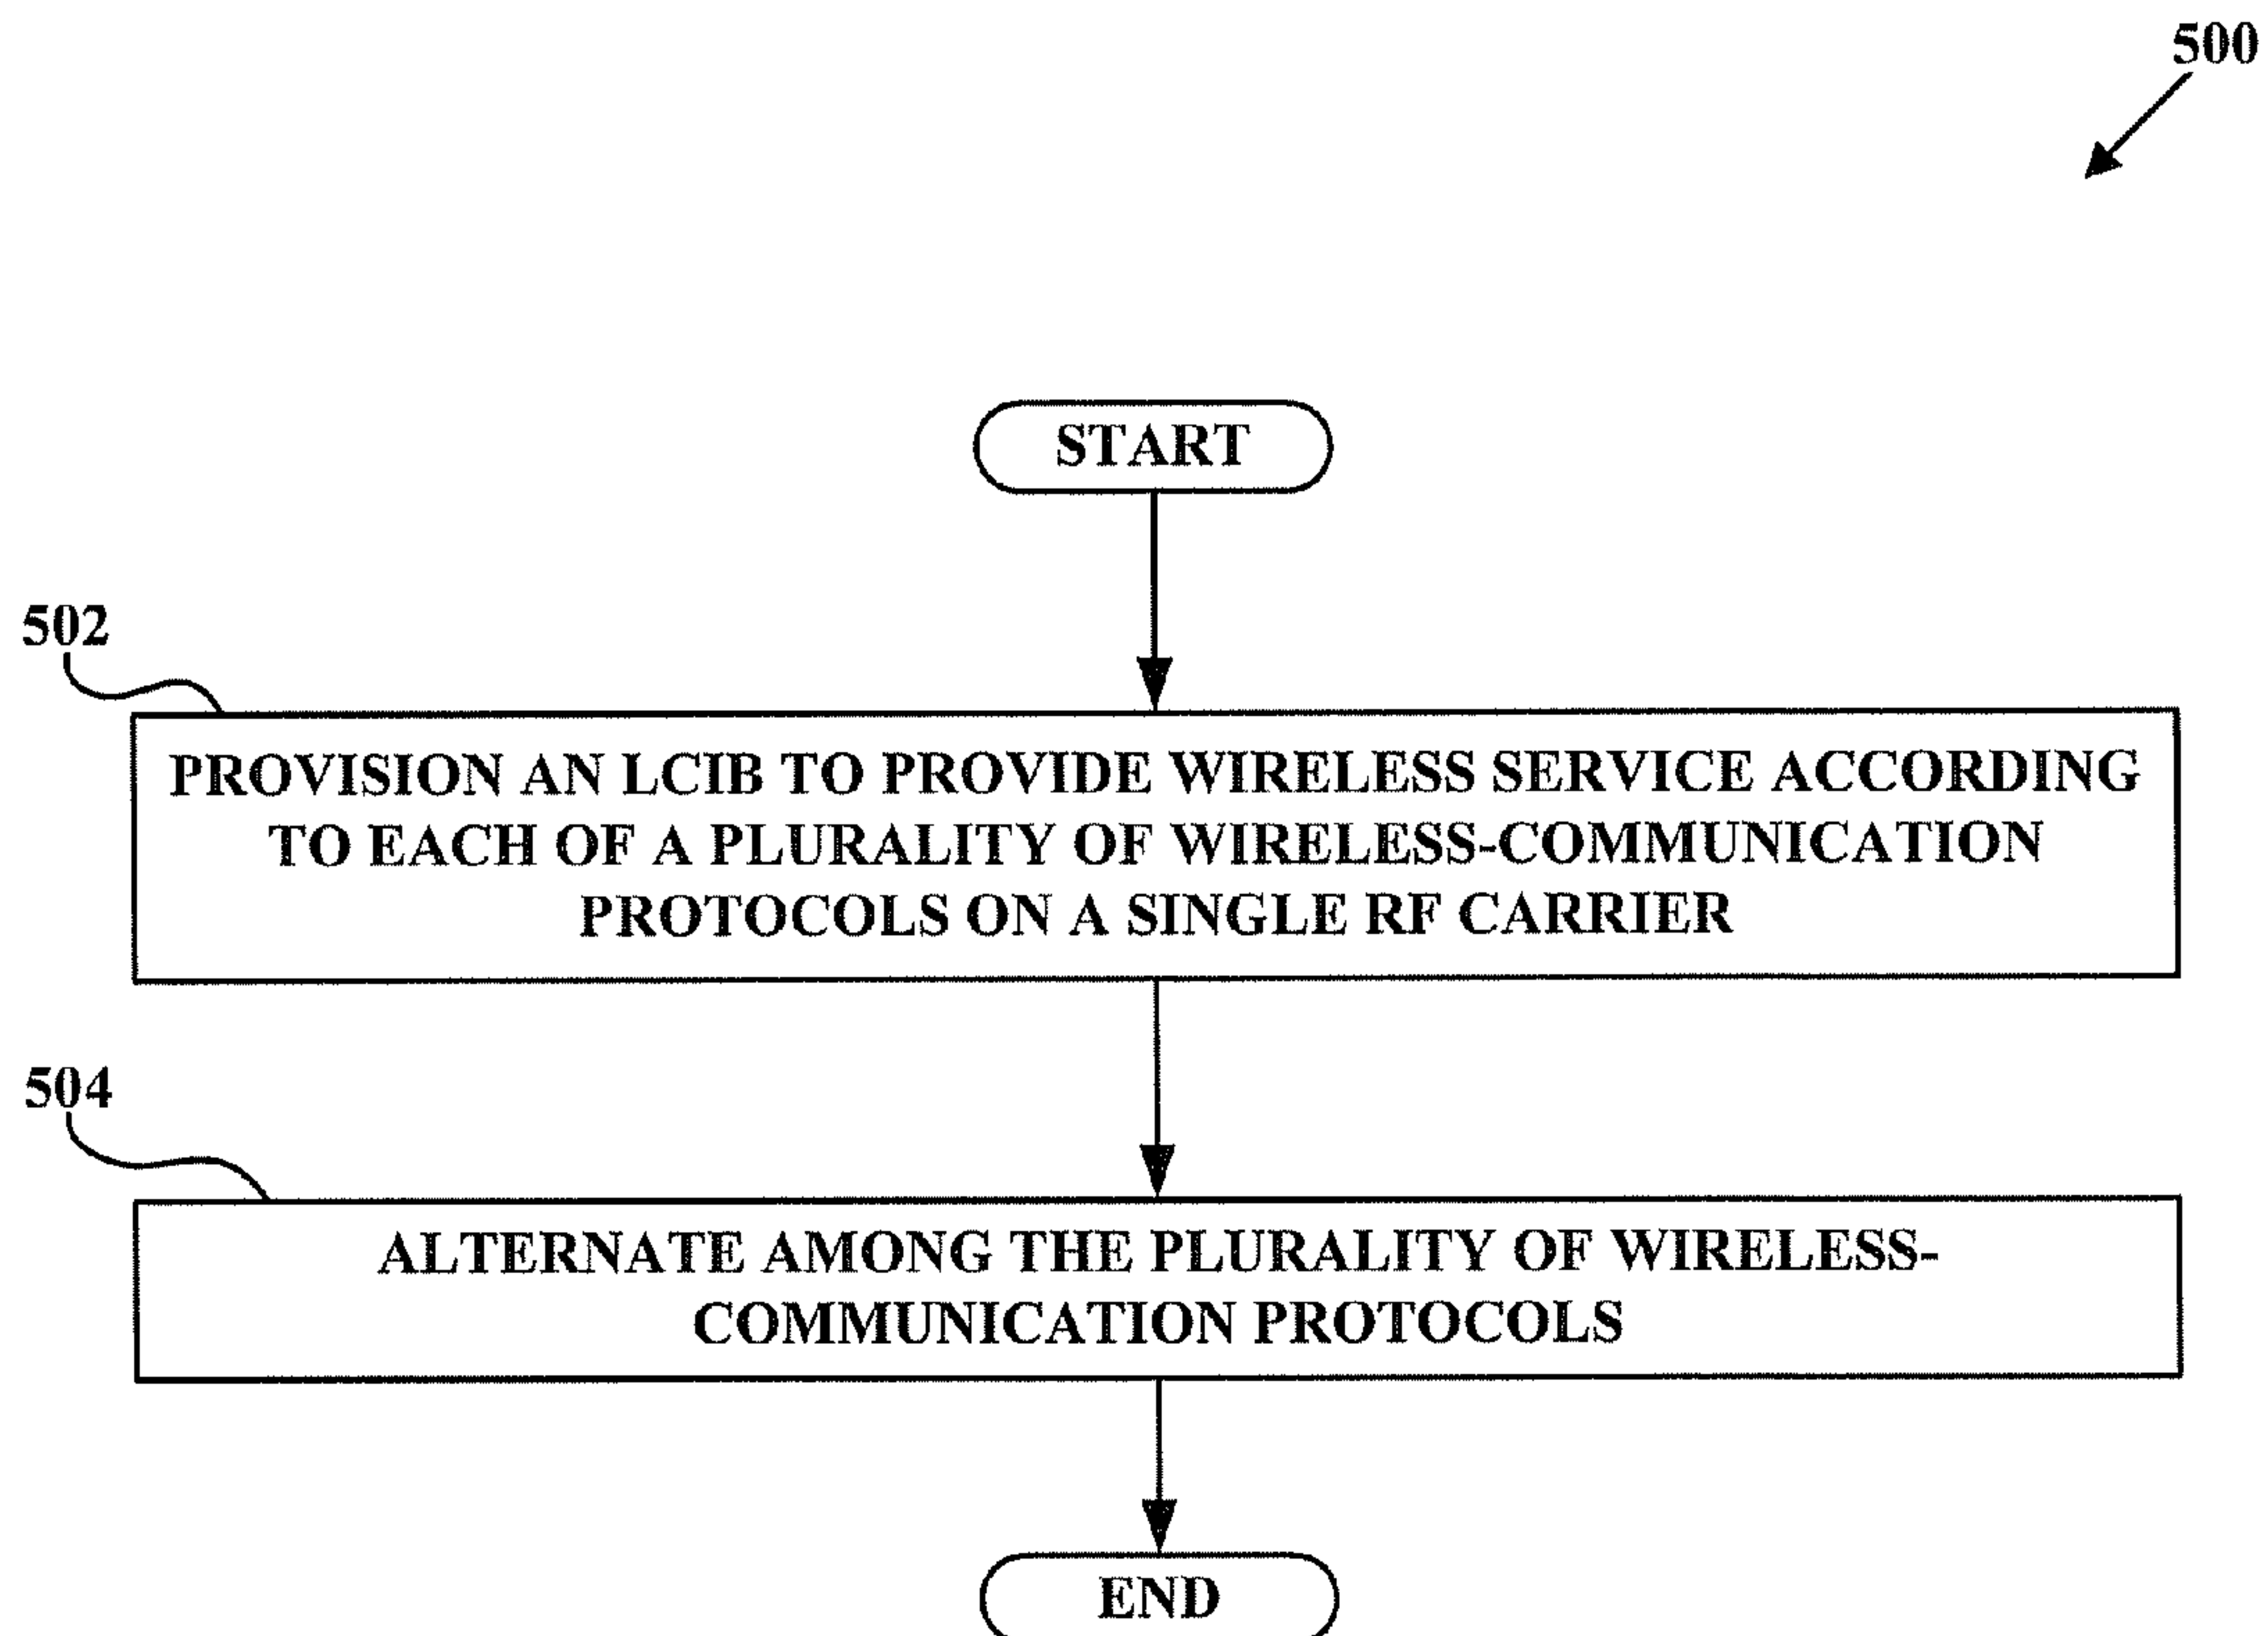 500
START
502
PROVISION AN LCIB TO PROVIDE WIRELESS SERVICE ACCORDING
TO EACH OF A PLURALITY OF WIRELESS-COMMUNICATION
PROTOCOLS ON A SINGLE RF CARRIER
504
ALTERNATE AMONG THE PLURALITY OF WIRELESS-
COMMUNICATION PROTOCOLS
END